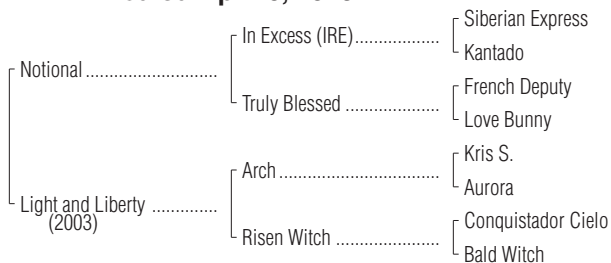 Siberian Express
In Excess (IRE)
Kantado
Notional
French Deputy
Truly Blessed
Love Bunny
Kris S.
Arch
Aurora
Light and Liberty
(2003)
Conquistador Cielo
Risen Witch
Bald Witch